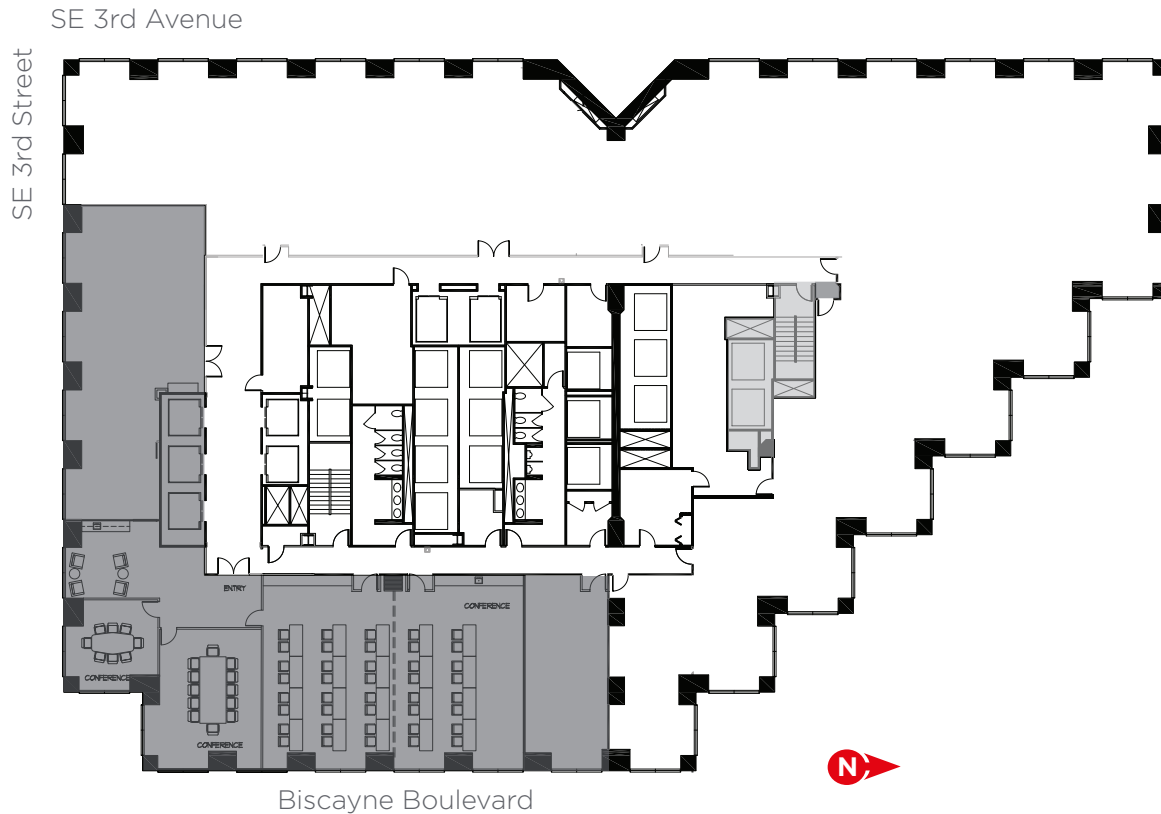 SE 3rd Avenue
SE 3rd Street
ENTRY
CONFERENCE
CONFERENCE
CONFERENCE
N
Biscayne Boulevard